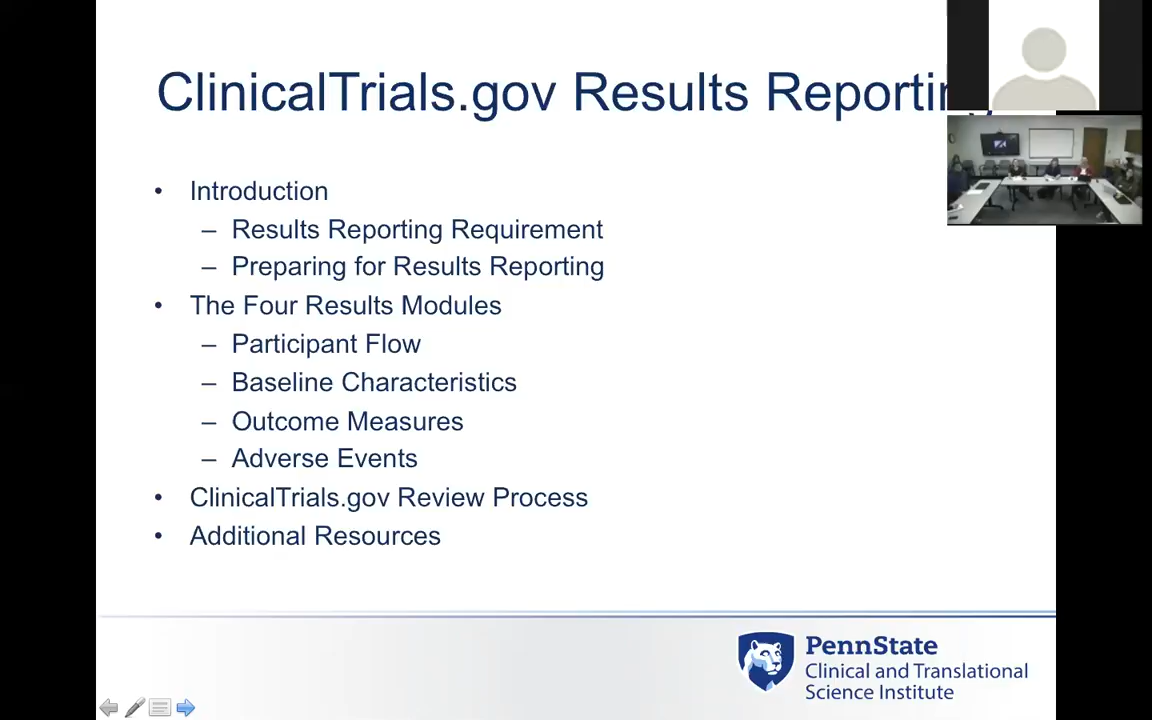 ClinicalTrials.gov Results Reporting
• Introduction
– Results Reporting Requirement
– Preparing for Results Reporting
• The Four Results Modules
– Participant Flow
– Baseline Characteristics
– Outcome Measures
– Adverse Events
• ClinicalTrials.gov Review Process
• Additional Resources
PennState
Clinical and Translational
Science Institute